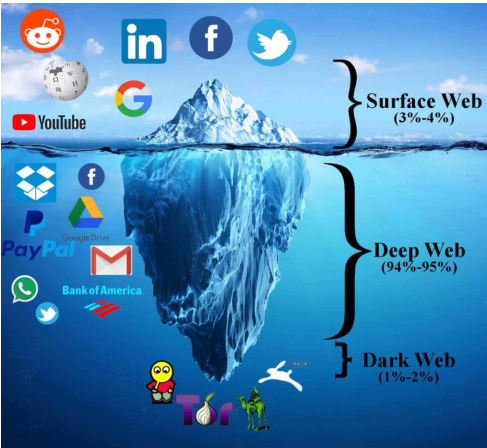 in
f
G
YouTube
Surface Web
(3%-4%)
f
Google Drive
PayPal
Deep Web
(94%-95%)
Bank of America
Dark Web
(1%-2%)
Tor